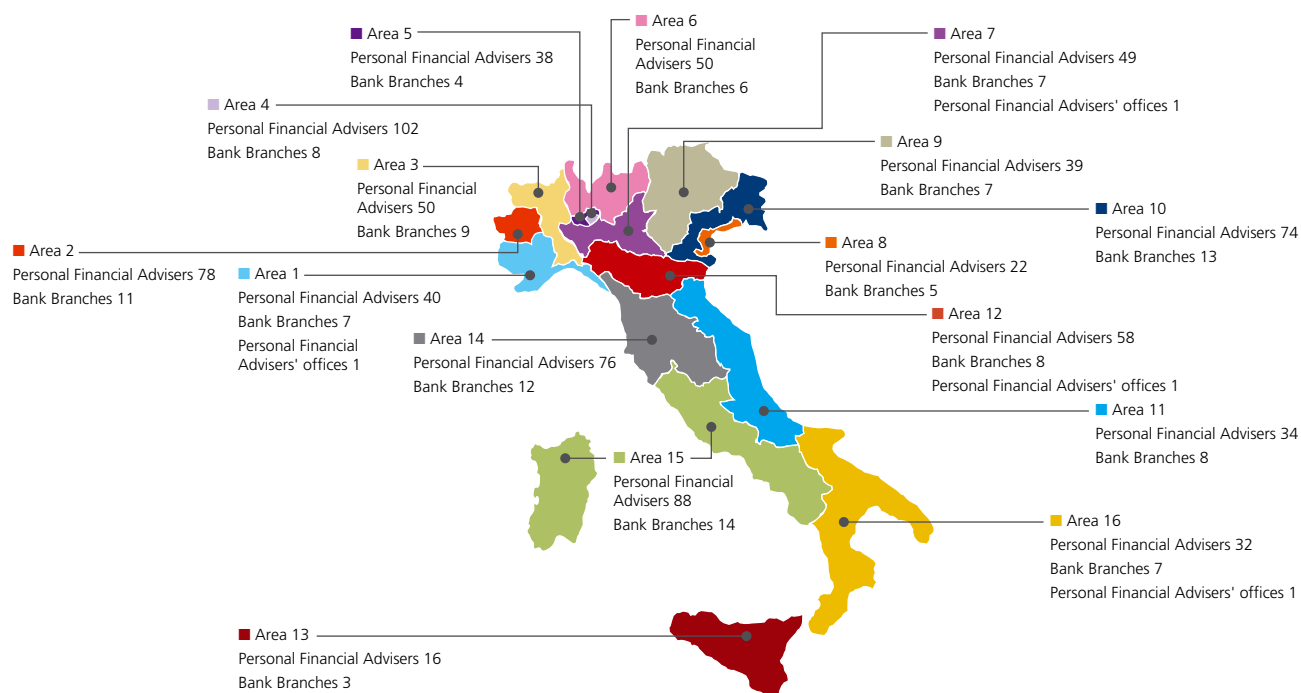 Area 6
Personal Financial
Advisers 50
Bank Branches 6
Area 5
Personal Financial Advisers 38
Bank Branches 4
Area 7
Personal Financial Advisers 49
Bank Branches 7
Personal Financial Advisers' offices 1
Area 4
Personal Financial Advisers 102
Bank Branches 8
Area 9
Personal Financial Advisers 39
Bank Branches 7
Area 3
Personal Financial
Advisers 50
Bank Branches 9
Area 10
Personal Financial Advisers 74
Bank Branches 13
Area 2
Personal Financial Advisers 78
Bank Branches 11
Area 1
Personal Financial Advisers 40
Bank Branches 7
Personal Financial
Advisers' offices 1
Area 8
Personal Financial Advisers 22
Bank Branches 5
Area 12
Personal Financial Advisers 58
Bank Branches 8
Personal Financial Advisers' offices 1
Area 14
Personal Financial Advisers 76
Bank Branches 12
Area 11
Personal Financial Advisers 34
Bank Branches 8
Area 15
Personal Financial
Advisers 88
Bank Branches 14
Area 16
Personal Financial Advisers 32
Bank Branches 7
Personal Financial Advisers' offices 1
Area 13
Personal Financial Advisers 16
Bank Branches 3